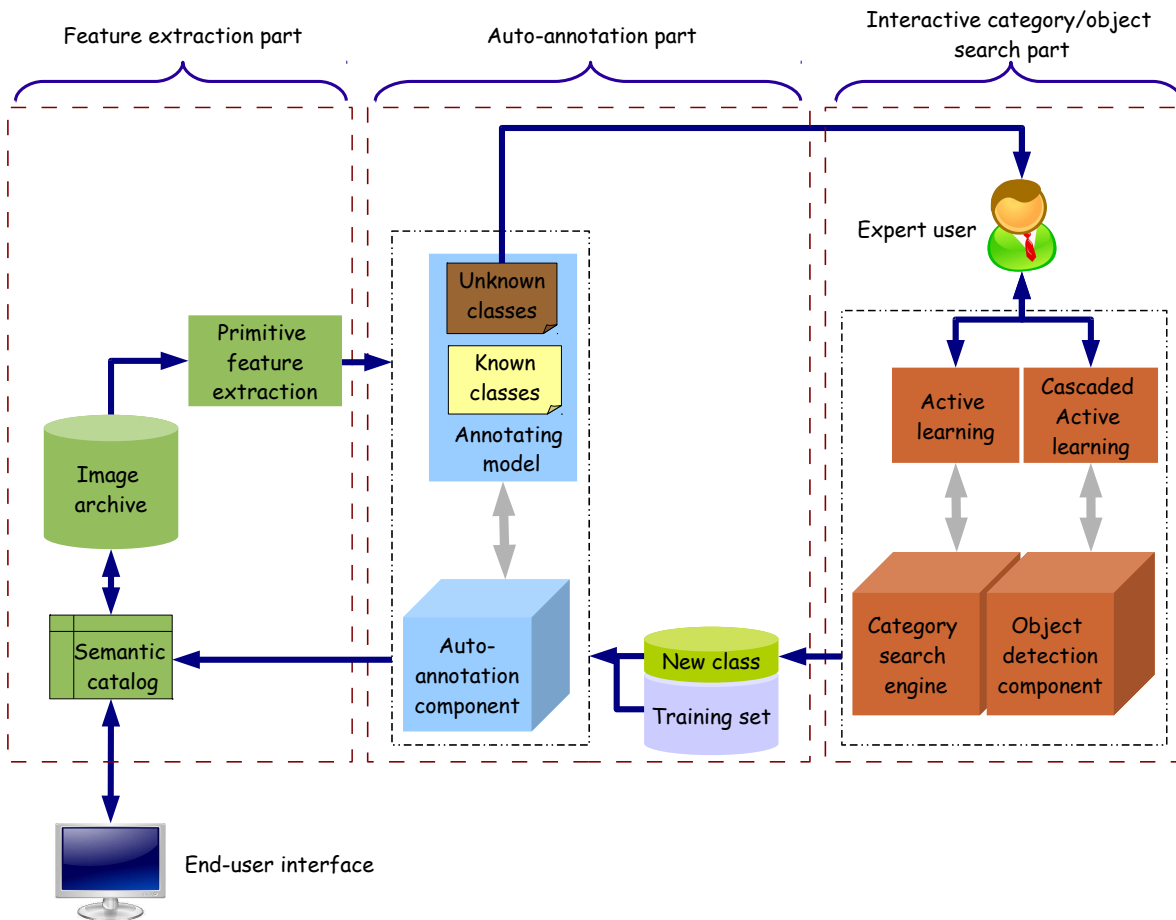 Feature extraction part
Auto-annotation part
Interactive category/object
search part
Expert user
Unknown
classes
Known
classes
Annotating
model
Primitive
feature
extraction
Image
archive
Semantic
catalog
Auto-
annotation
component
New class
Training set
Active
learning
Cascaded
Active
learning
Category
search
engine
Object
detection
component
End-user interface